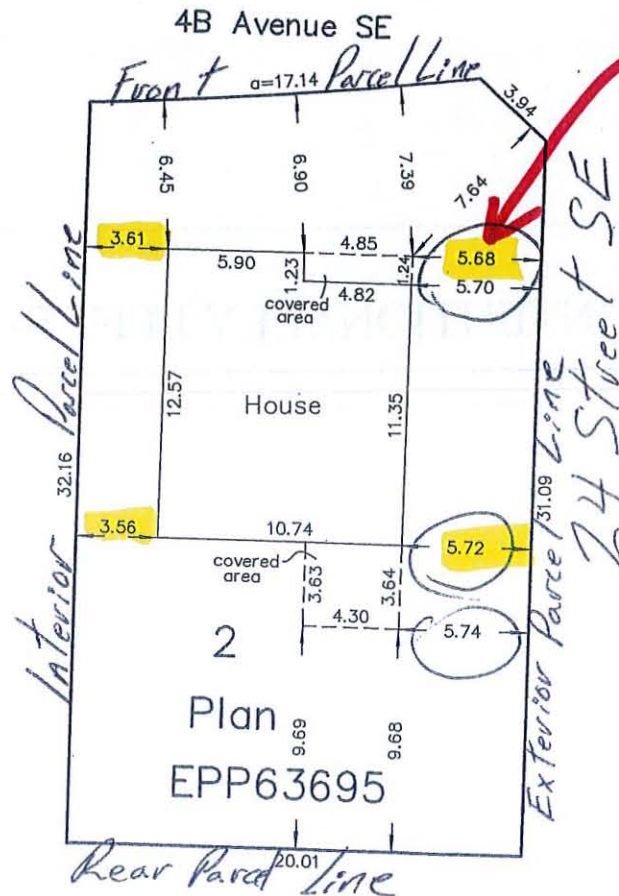 4B Avenue SE
Front a=17.14 Parcel Line
3.94
6.45
6.90
7.39
7.64
24 Street SE
3.61
5.90
4.85
5.68
1.23
1.24
4.82
5.70
covered
area
Interior Parcel Line
32.16
12.57
House
11.35
Exterior Parcel Line
31.09
3.56
10.74
5.72
covered
area
3.63
3.64
4.30
5.74
2
Plan
9.69
9.68
EPP63695
20.01
Rear Parcel Line